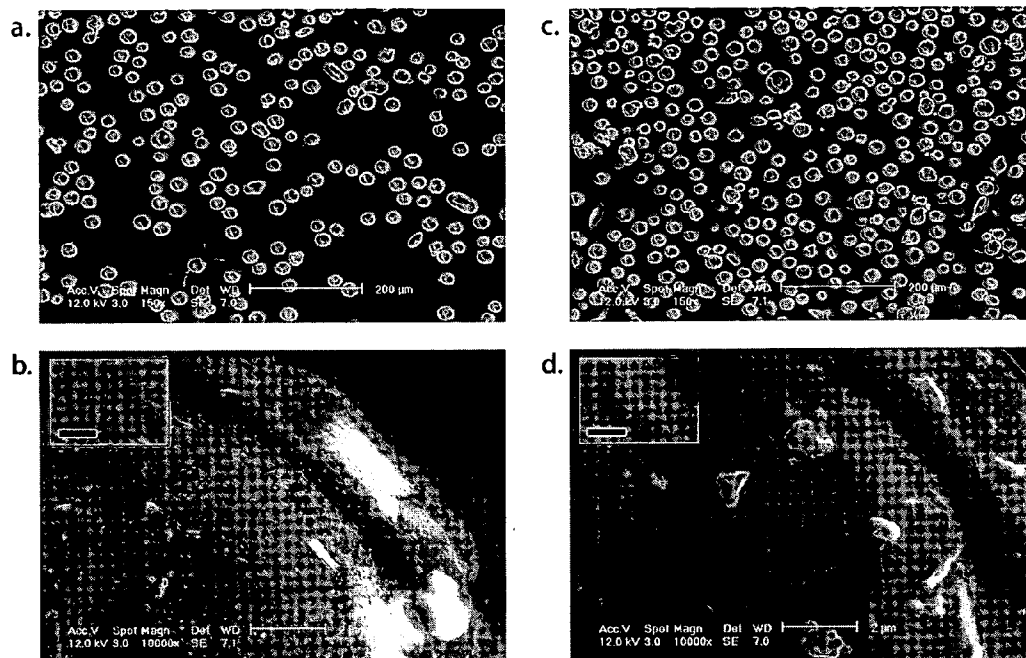 a.
Acc.V Spot Magn Det WD
12.0 kV 3.0 150x SE 7.0 200 µm
c.
Acc.V Spot Magn Det WD
12.0 kV 3.0 150x SE 7.1 200 µm
b.
Acc.V Spot Magn Det WD
12.0 kV 3.0 10000x SE 7.1 2
d.
Acc.V Spot Magn Det WD
12.0 kV 3.0 10000x SE 7.0 2 µm